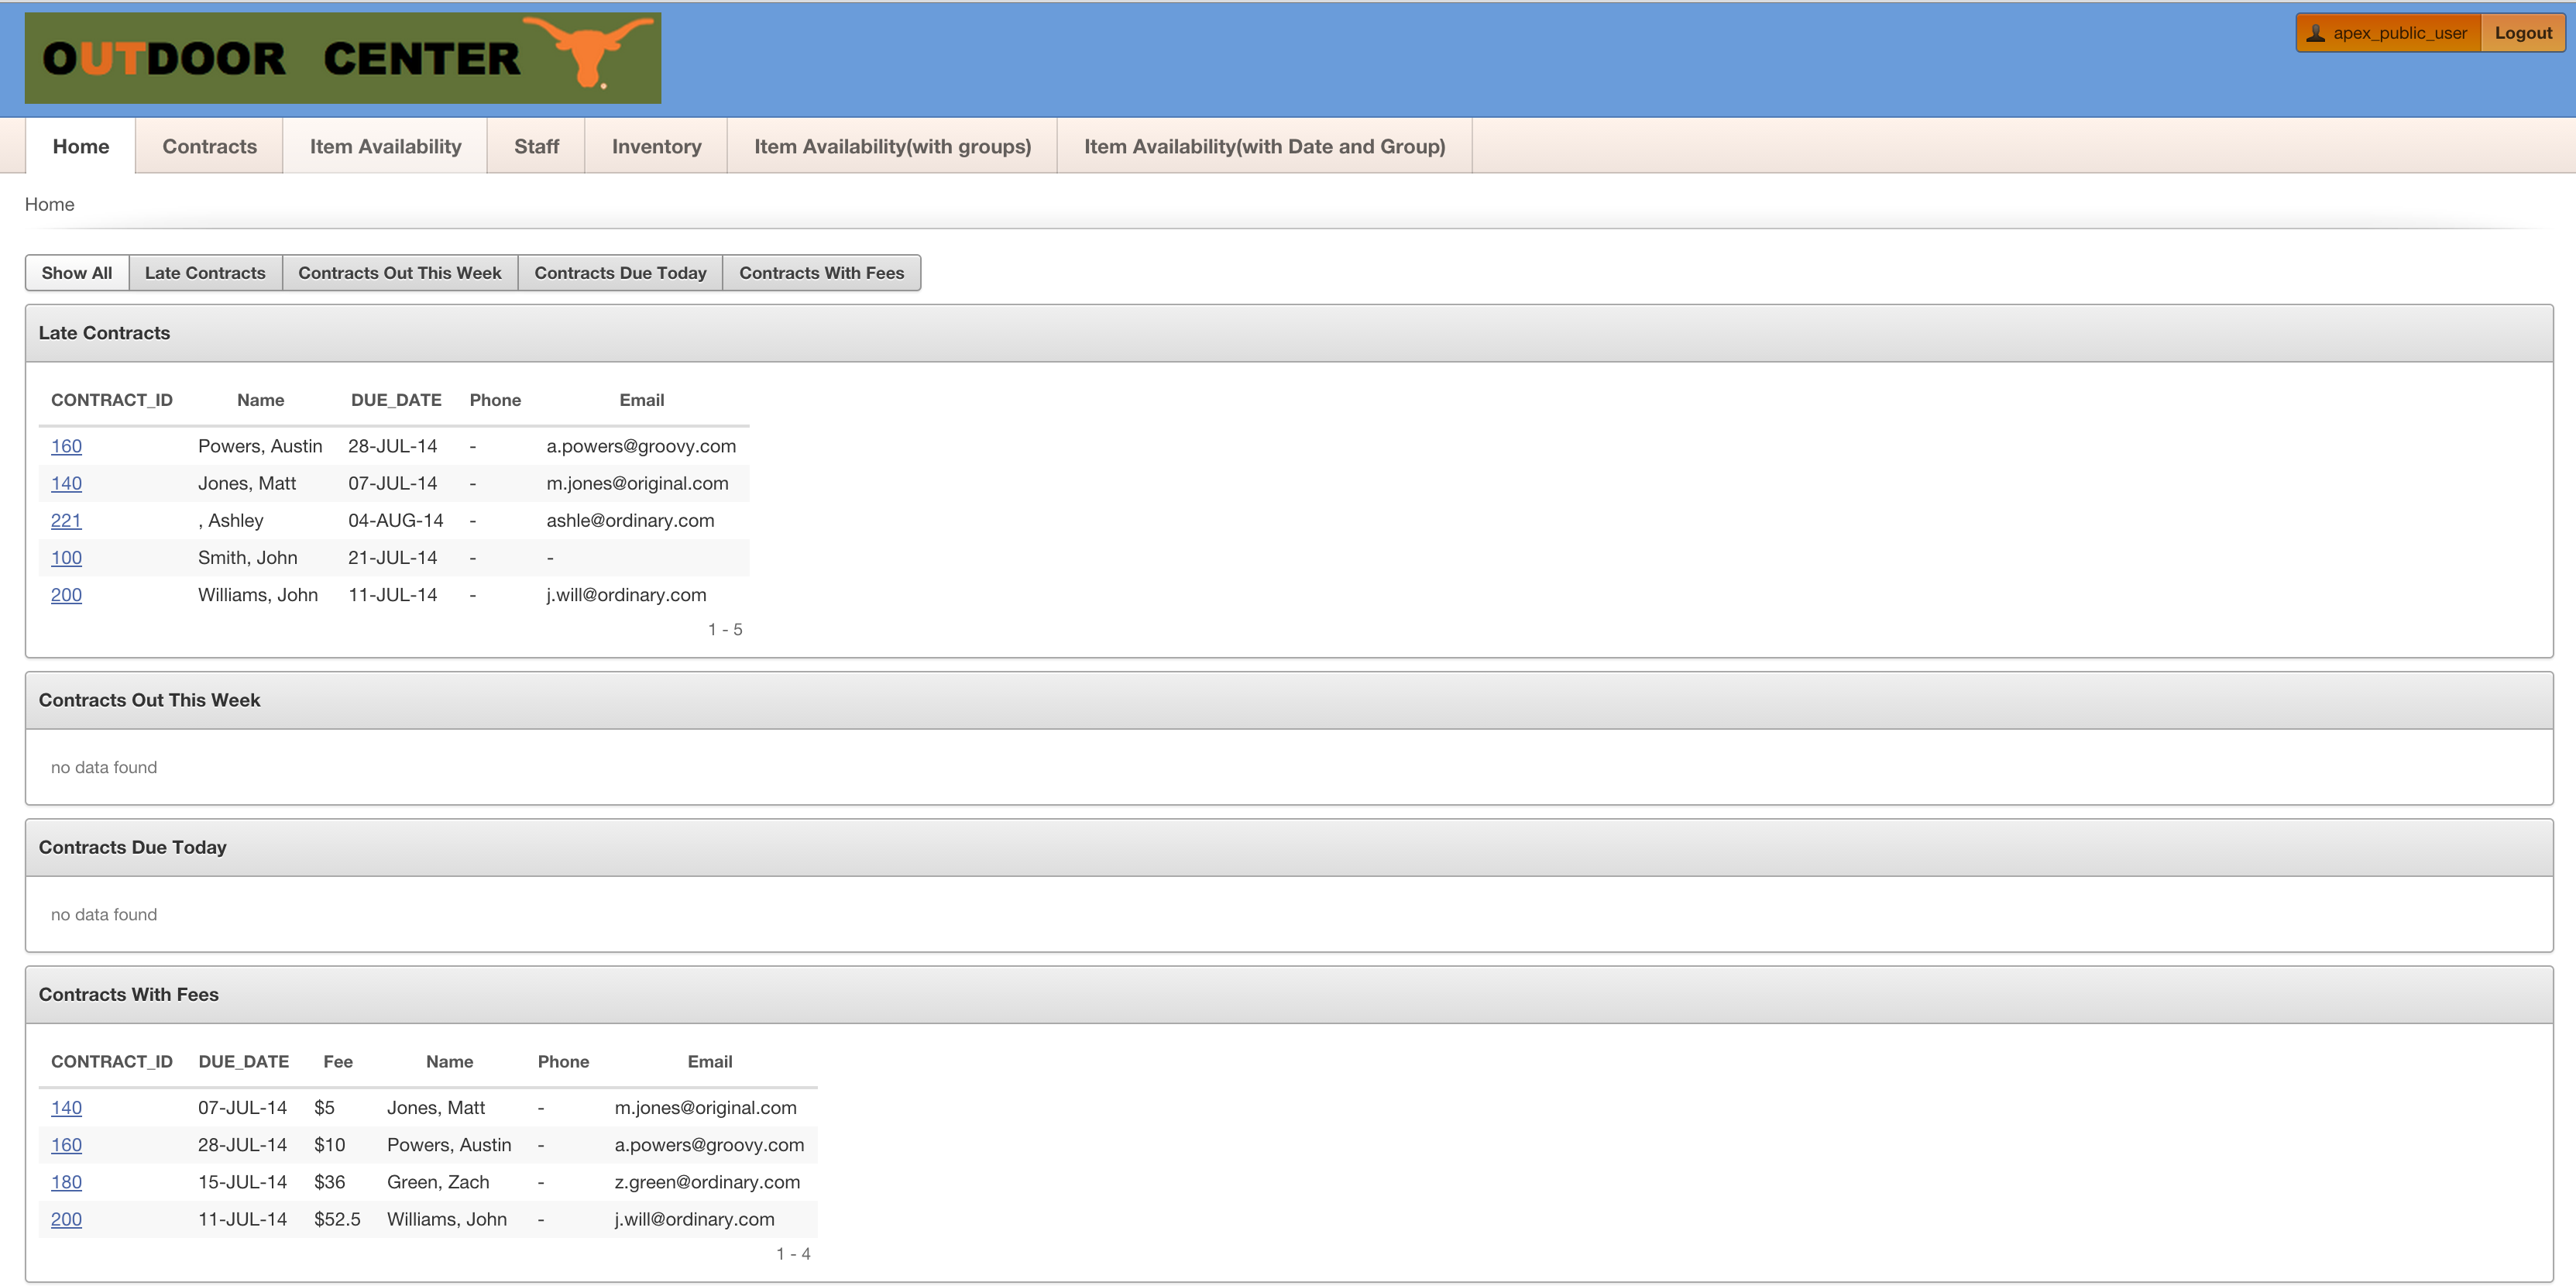 OUTDOOR CENTER
apex_public_user Logout
Home Contracts Item Availability Staff Inventory Item Availability(with groups) Item Availability(with Date and Group)
Home
Show All Late Contracts Contracts Out This Week Contracts Due Today Contracts With Fees
Late Contracts
CONTRACT_ID Name DUE_DATE Phone Email
160 Powers, Austin 28-JUL-14 - a.powers@groovy.com
140 Jones, Matt 07-JUL-14 - m.jones@original.com
221 , Ashley 04-AUG-14 - ashle@ordinary.com
100 Smith, John 21-JUL-14 - -
200 Williams, John 11-JUL-14 - j.will@ordinary.com
1 - 5
Contracts Out This Week
no data found
Contracts Due Today
no data found
Contracts With Fees
CONTRACT_ID DUE_DATE Fee Name Phone Email
140 07-JUL-14 $5 Jones, Matt - m.jones@original.com
160 28-JUL-14 $10 Powers, Austin - a.powers@groovy.com
180 15-JUL-14 $36 Green, Zach - z.green@ordinary.com
200 11-JUL-14 $52.5 Williams, John - j.will@ordinary.com
1 - 4